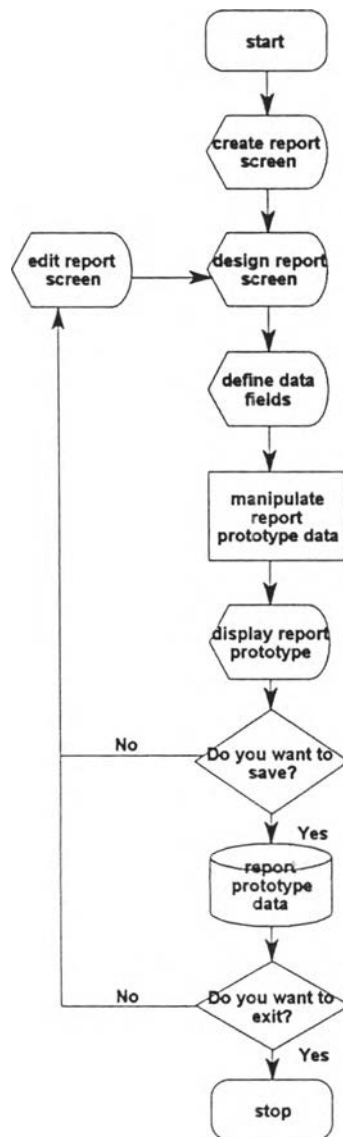 start
create report
screen
edit report
screen
design report
screen
define data
fields
manipulate
report
prototype data
display report
prototype
No
Do you want to
save?
Yes
report
prototype
data
No
Do you want to
exit?
Yes
stop